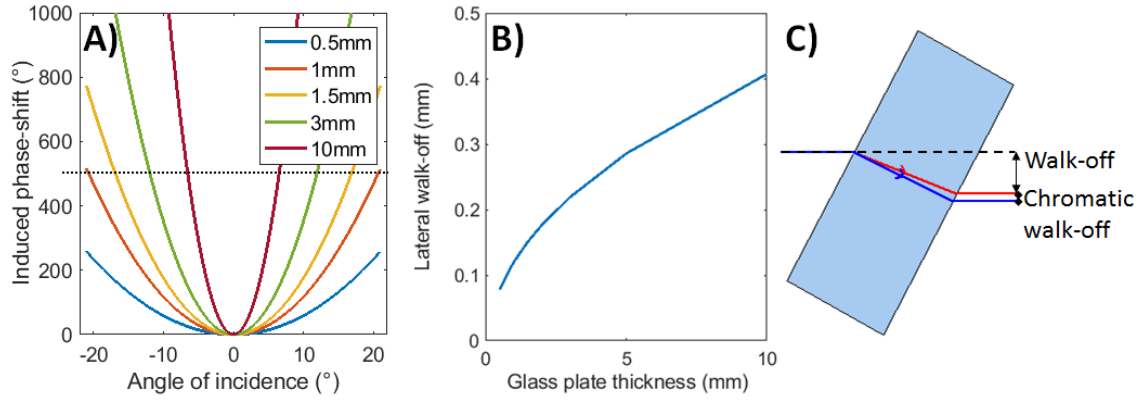 A)
1000
800
600
400
200
0
Induced phase-shift (°)
-20
-10
0
10
20
Angle of incidence (°)
0.5mm
1mm
1.5mm
3mm
10mm
B)
0.5
0.4
0.3
0.2
0.1
0
Lateral walk-off (mm)
0
5
10
Glass plate thickness (mm)
C)
Walk-off
Chromatic
walk-off